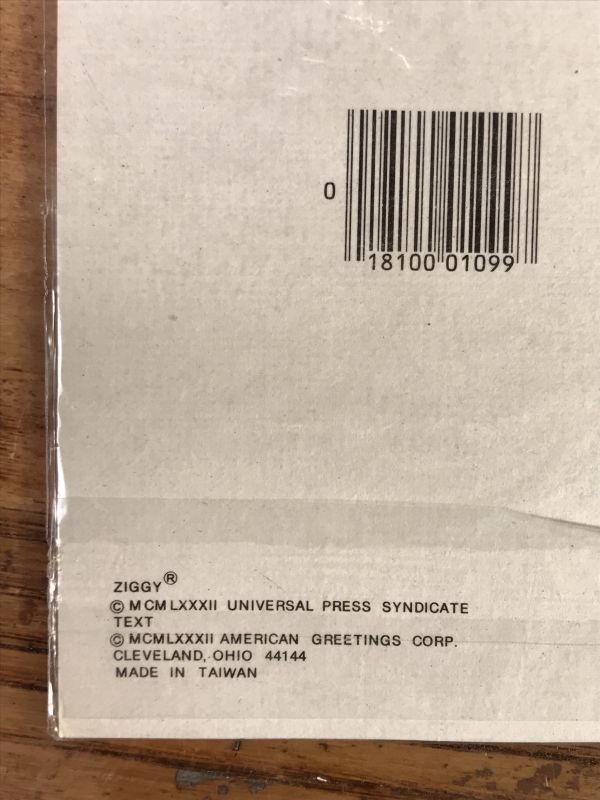 0
18100 01099
ZIGGY®
© MCMLXXXII UNIVERSAL PRESS SYNDICATE
TEXT
© MCMLXXXII AMERICAN GREETINGS CORP.
CLEVELAND, OHIO 44144
MADE IN TAIWAN